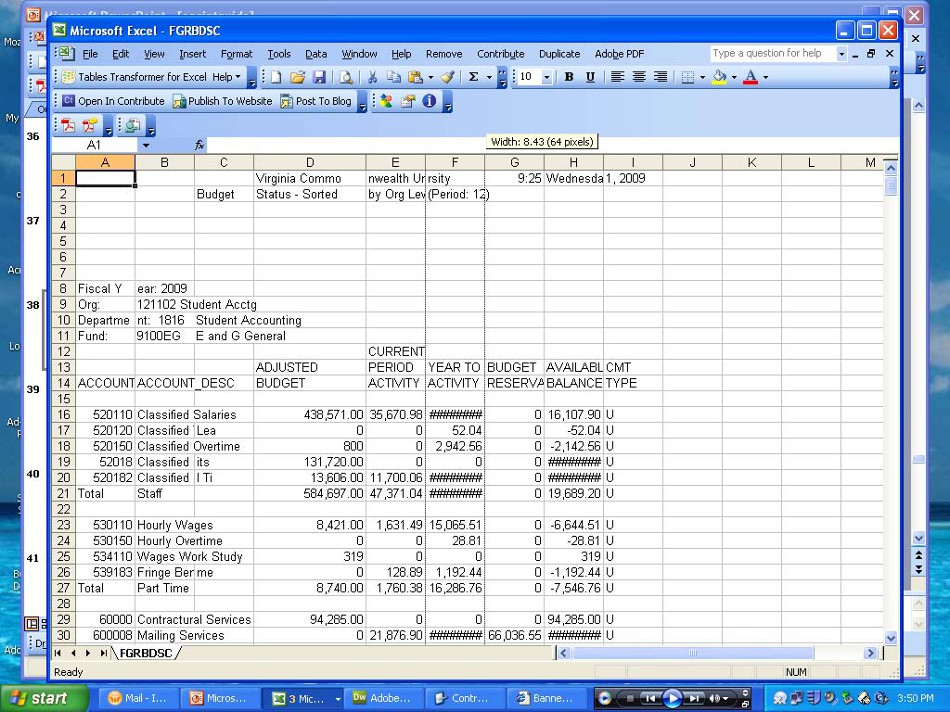 Microsoft Excel - FGRBDSC
File Edit View Insert Format Tools Data Window Help Remove Contribute Duplicate Adobe PDF Type a question for help
Tables Transformer for Excel Help 10 B U A
Open In Contribute Publish To Website Post To Blog
A1 fx
Width: 8.43 (64 pixels)
A B C D E F G H I J K L M
1 Virginia Commo nwealth Ur rsity 9:25 Wednesda 1, 2009
2 Budget Status - Sorted by Org Lev (Period: 12)
3
4
5
6
7
8 Fiscal Y ear: 2009
9 Org: 121102 Student Acctg
10 Departme nt: 1816 Student Accounting
11 Fund: 9100EG E and G General
12 CURRENT
13 ADJUSTED PERIOD YEAR TO BUDGET AVAILABL CMT
14 ACCOUNT ACCOUNT_DESC BUDGET ACTIVITY ACTIVITY RESERVA BALANCE TYPE
15
16 520110 Classified Salaries 438,571.00 35,670.98 ######## 0 16,107.90 U
17 520120 Classified Lea 0 0 52.04 0 -52.04 U
18 520150 Classified Overtime 800 0 2,942.56 0 -2,142.56 U
19 52018 Classified its 131,720.00 0 0 0 ######## U
20 520182 Classified I Ti 13,606.00 11,700.06 ######## 0 ######## U
21 Total Staff 584,697.00 47,371.04 ######## 0 19,689.20 U
22
23 530110 Hourly Wages 8,421.00 1,631.49 15,065.51 0 -6,644.51 U
24 530150 Hourly Overtime 0 0 28.81 0 -28.81 U
25 534110 Wages Work Study 319 0 0 0 319 U
26 539183 Fringe Ber me 0 128.89 1,192.44 0 -1,192.44 U
27 Total Part Time 8,740.00 1,760.38 16,286.76 0 -7,546.76 U
28
29 60000 Contractural Services 94,285.00 0 0 0 94,285.00 U
30 600008 Mailing Services 0 21,876.90 ######## 66,036.55 ######## U
FGRBDSC
Ready NUM
36
37
38
39
40
41
start Mail - I... Micros... 3 Mic... Adobe... Contr... Banne... 3:50 PM